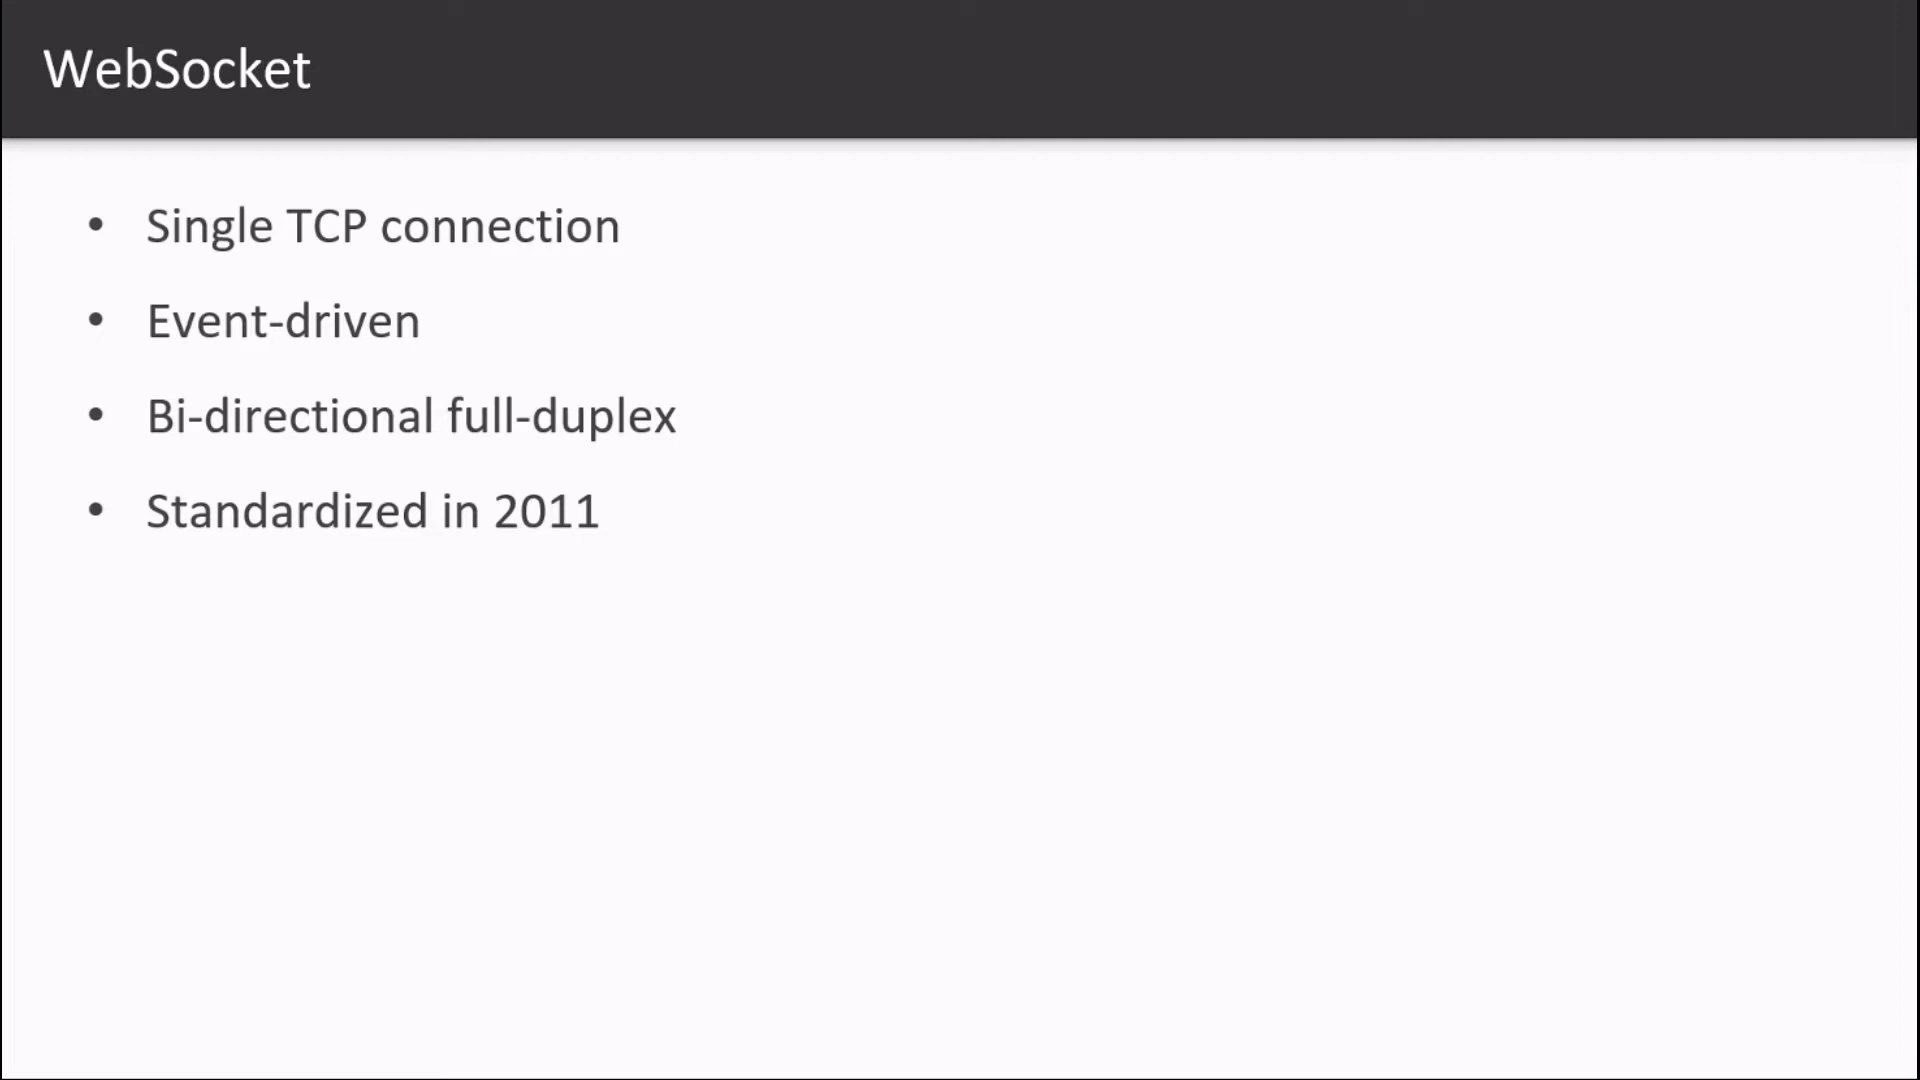 WebSocket
• Single TCP connection
• Event-driven
• Bi-directional full-duplex
• Standardized in 2011